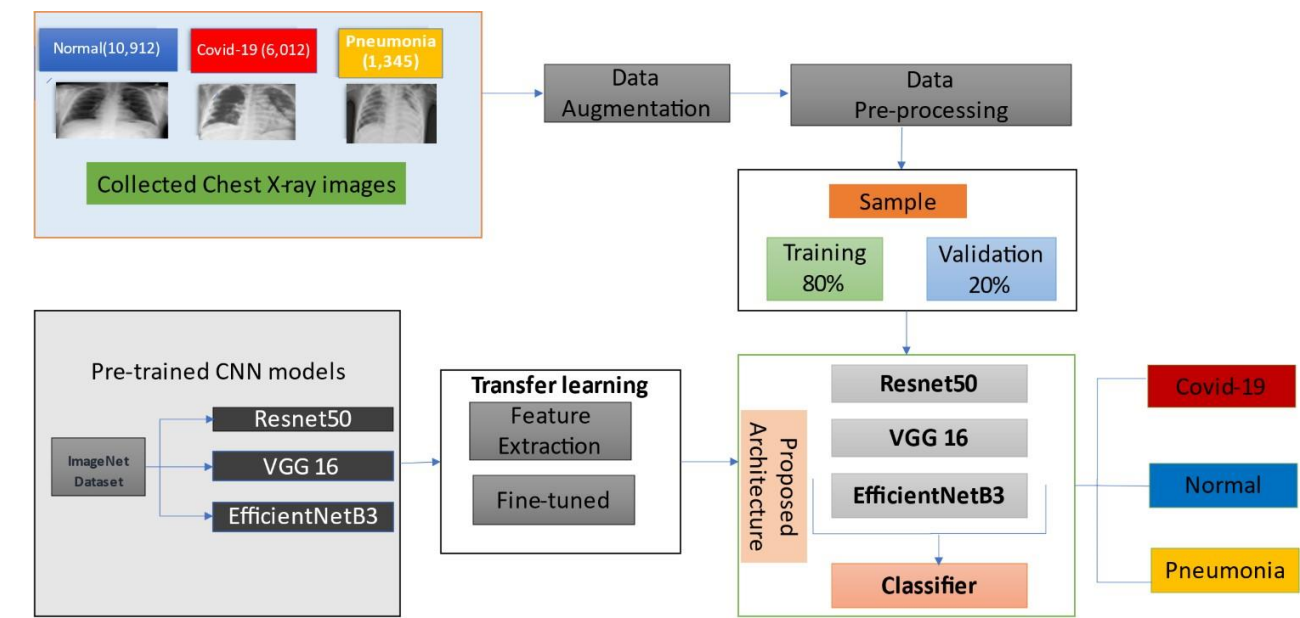 Normal(10,912)
Covid-19 (6,012)
Pneumonia
(1,345)
Collected Chest X-ray images
Data
Augmentation
Data
Pre-processing
Sample
Training
80%
Validation
20%
Pre-trained CNN models
ImageNet
Dataset
Resnet50
VGG 16
EfficientNetB3
Transfer learning
Feature
Extraction
Fine-tuned
Proposed
Architecture
Resnet50
VGG 16
EfficientNetB3
Classifier
Covid-19
Normal
Pneumonia